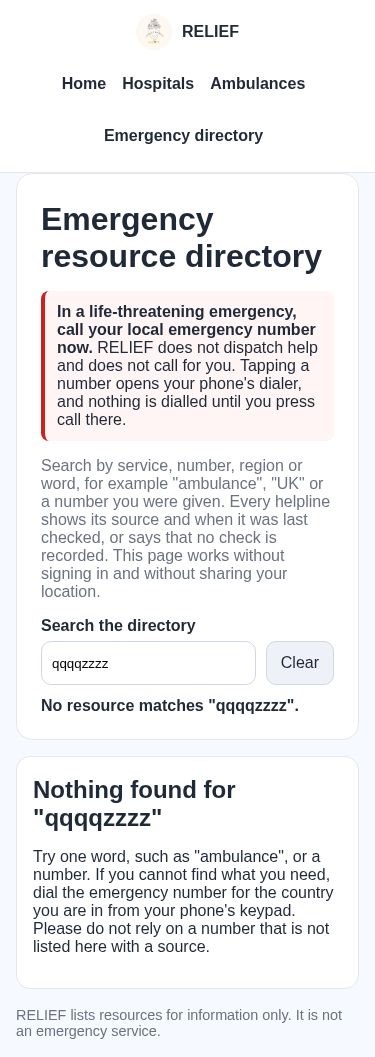 RELIEF
Home Hospitals Ambulances
Emergency directory
Emergency
resource directory
In a life-threatening emergency,
call your local emergency number
now. RELIEF does not dispatch help
and does not call for you. Tapping a
number opens your phone's dialer,
and nothing is dialled until you press
call there.
Search by service, number, region or
word, for example "ambulance", "UK" or
a number you were given. Every helpline
shows its source and when it was last
checked, or says that no check is
recorded. This page works without
signing in and without sharing your
location.
Search the directory
qqqqzzzz Clear
No resource matches "qqqqzzzz".
Nothing found for
"qqqqzzzz"
Try one word, such as "ambulance", or a
number. If you cannot find what you need,
dial the emergency number for the country
you are in from your phone's keypad.
Please do not rely on a number that is not
listed here with a source.
RELIEF lists resources for information only. It is not
an emergency service.